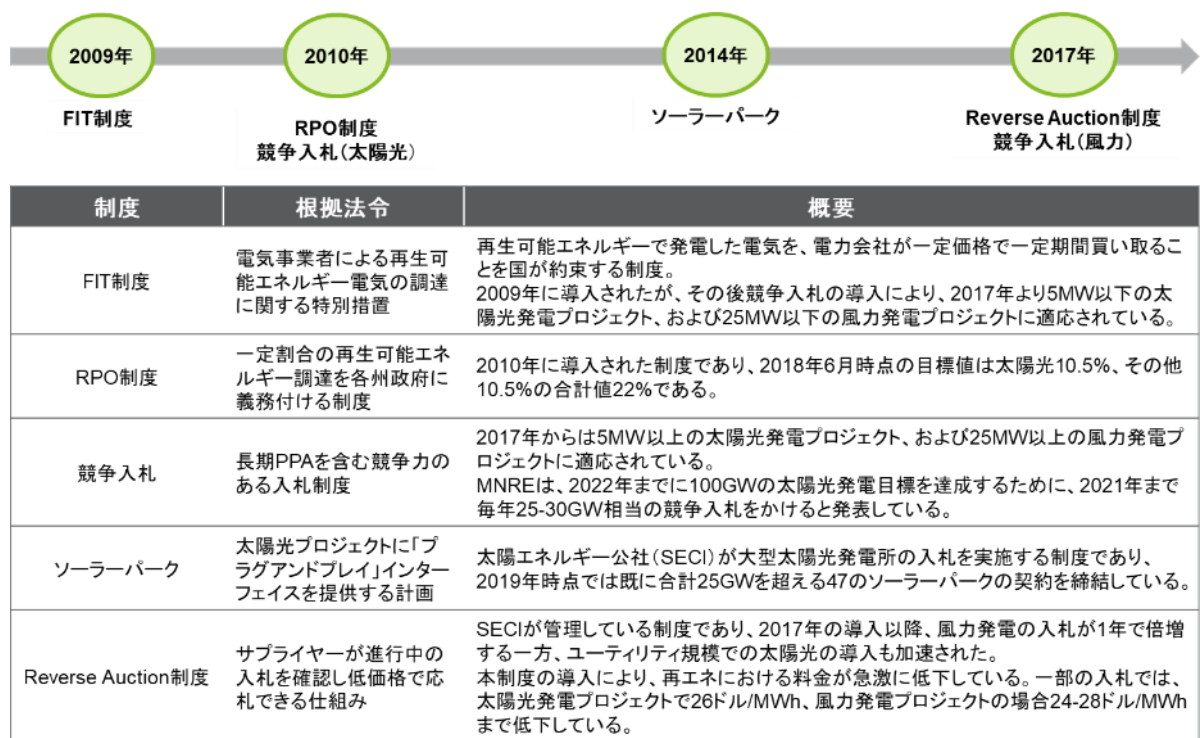 2009年
2010年
2014年
2017年
FIT制度
RPO制度
競争入札(太陽光)
ソーラーパーク
Reverse Auction制度
競争入札(風力)
制度
根拠法令
概要
FIT制度
電気事業者による再生可
能エネルギー電気の調達
に関する特別措置
再生可能エネルギーで発電した電気を、電力会社が一定価格で一定期間買い取るこ
とを国が約束する制度。
2009年に導入されたが、その後競争入札の導入により、2017年より5MW以下の太
陽光発電プロジェクト、および25MW以下の風力発電プロジェクトに適応されている。
RPO制度
一定割合の再生可能エネ
ルギー調達を各州政府に
義務付ける制度
2010年に導入された制度であり、2018年6月時点の目標値は太陽光10.5%、その他
10.5%の合計値22%である。
競争入札
長期PPAを含む競争力の
ある入札制度
2017年からは5MW以上の太陽光発電プロジェクト、および25MW以上の風力発電プ
ロジェクトに適応されている。
MNREは、2022年までに100GWの太陽光発電目標を達成するために、2021年まで
毎年25-30GW相当の競争入札をかけると発表している。
ソーラーパーク
太陽光プロジェクトに「プ
ラグアンドプレイ」インター
フェイスを提供する計画
太陽エネルギー公社(SECI)が大型太陽光発電所の入札を実施する制度であり、
2019年時点では既に合計25GWを超える47のソーラーパークの契約を締結している。
Reverse Auction制度
サプライヤーが進行中の
入札を確認し低価格で応
札できる仕組み
SECIが管理している制度であり、2017年の導入以降、風力発電の入札が1年で倍増
する一方、ユーティリティ規模での太陽光の導入も加速された。
本制度の導入により、再エネにおける料金が急激に低下している。一部の入札では、
太陽光発電プロジェクトで26ドル/MWh、風力発電プロジェクトの場合24-28ドル/MWh
まで低下している。